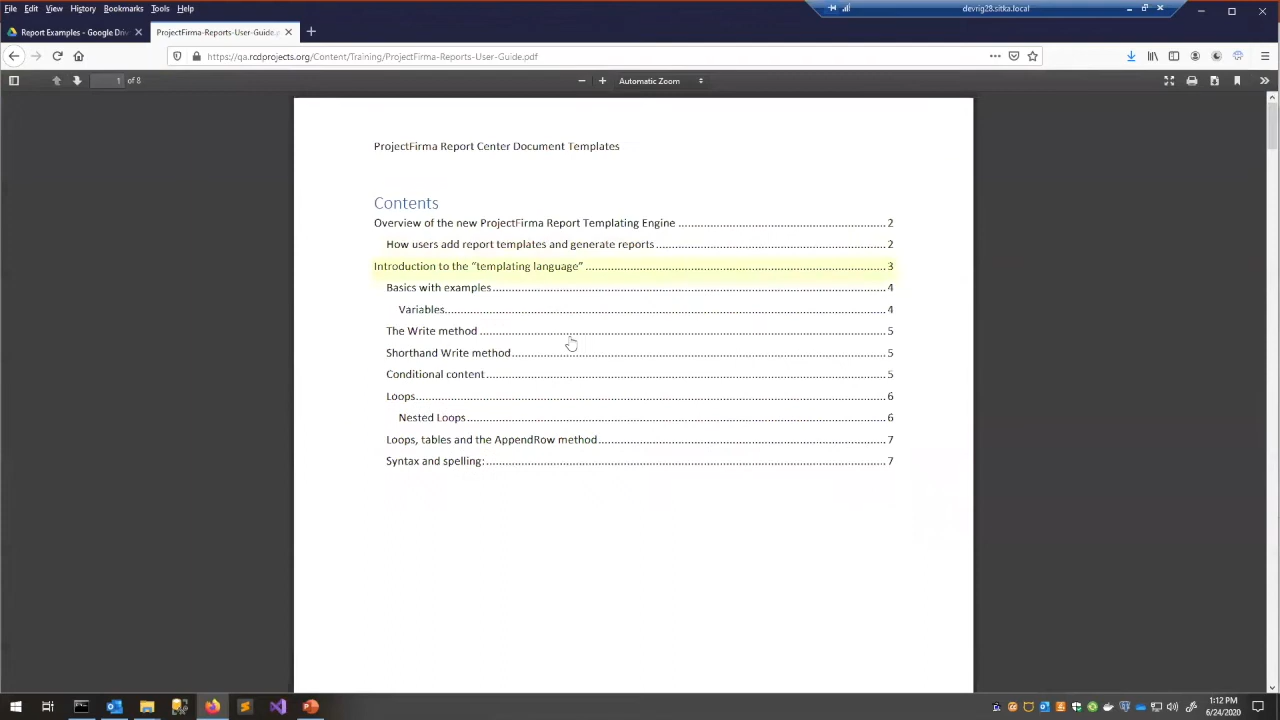 File Edit View History Bookmarks Tools Help
devrig28.sitka.local
Report Examples - Google Driv
ProjectFirma-Reports-User-Guide.p
https://qa.rcdprojects.org/Content/Training/ProjectFirma-Reports-User-Guide.pdf
1 of 8
Automatic Zoom
ProjectFirma Report Center Document Templates
Contents
Overview of the new ProjectFirma Report Templating Engine 2
How users add report templates and generate reports 2
Introduction to the “templating language” 3
Basics with examples 4
Variables 4
The Write method 5
Shorthand Write method 5
Conditional content 5
Loops 6
Nested Loops 6
Loops, tables and the AppendRow method 7
Syntax and spelling: 7
1:12 PM
6/24/2020